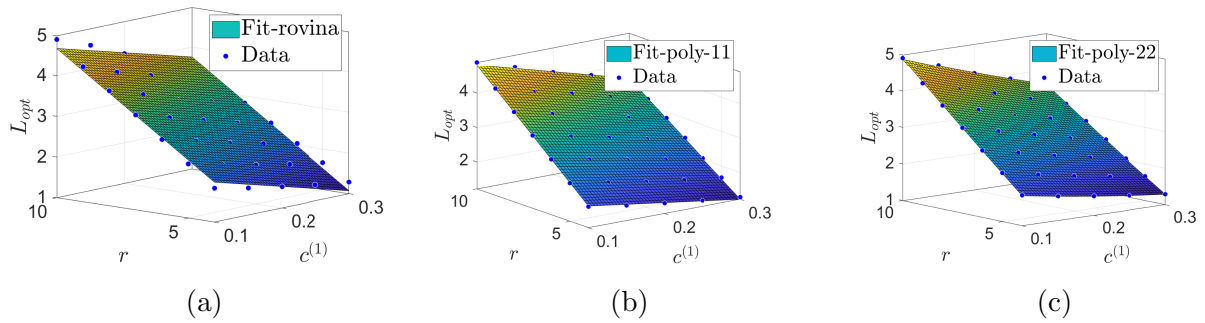 Fit-rovina
Data
5
4
3
2
1
L_opt
10
5
r
0.1
0.2
0.3
c^(1)
(a)
Fit-poly-11
Data
4
3
2
L_opt
10
5
r
0.1
0.2
0.3
c^(1)
(b)
Fit-poly-22
Data
5
4
3
2
1
L_opt
10
5
r
0.1
0.2
0.3
c^(1)
(c)